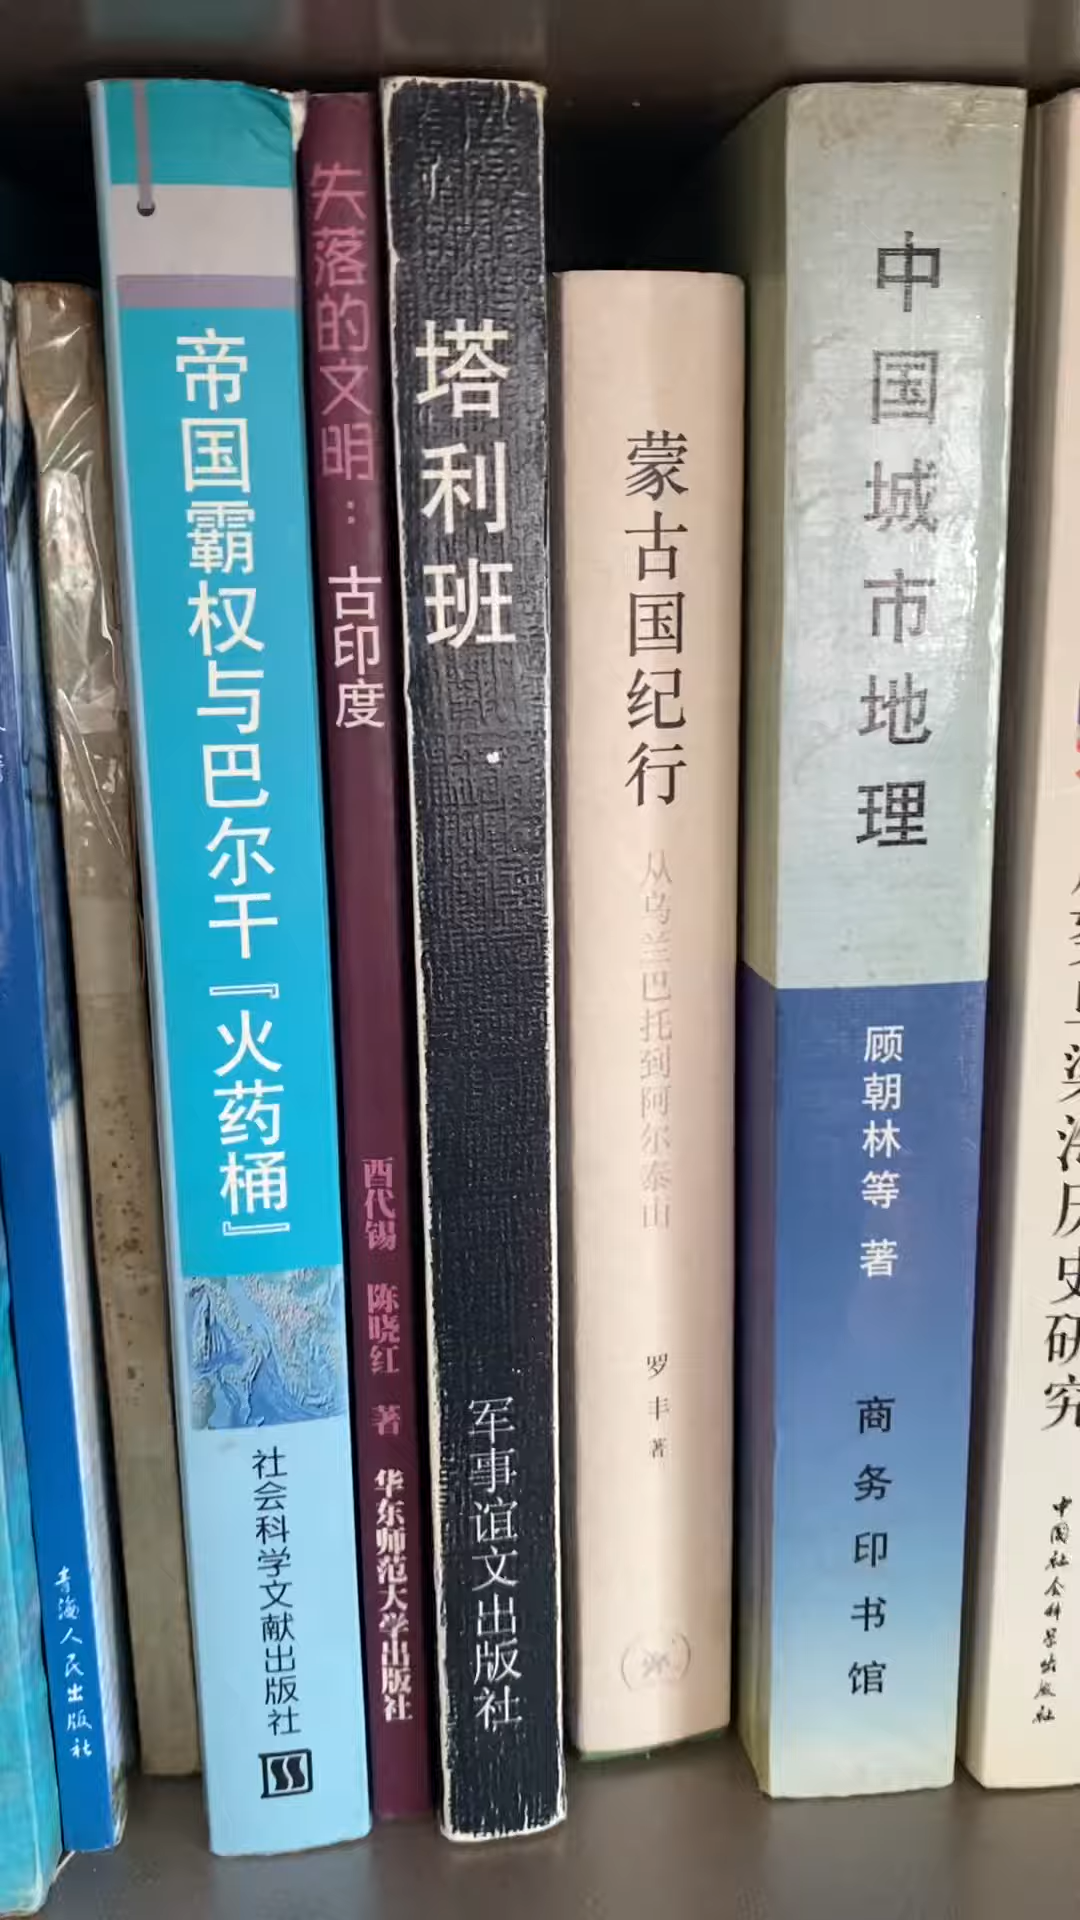 青海人民出版社
帝国霸权与巴尔干『火药桶』
社会科学文献出版社
失落的文明：古印度
酉代锡 陈晓红 著
华东师范大学出版社
塔利班
军事谊文出版社
蒙古国纪行
从乌兰巴托到阿尔泰山
罗丰 著
中国城市地理
顾朝林等 著
商务印书馆
历史研究
中国社会科学出版社